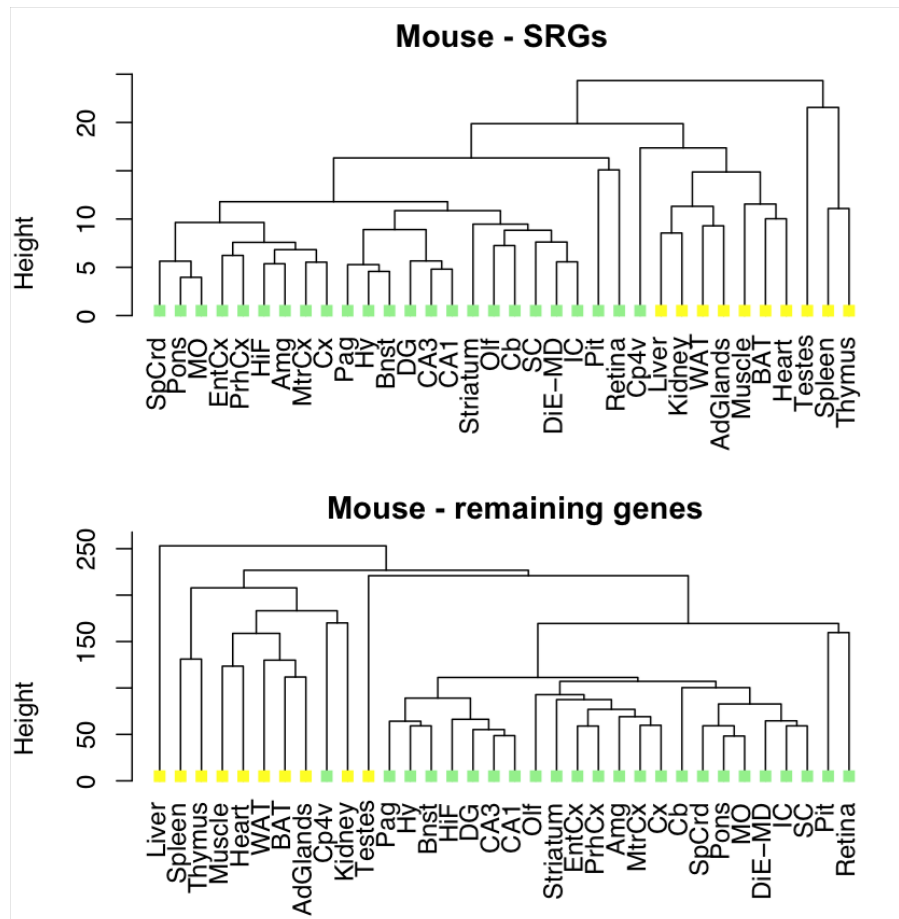 Mouse - SRGs
Height
20
10
5
0
SpCrd
Pons
MO
EntCx
PrhCx
HiF
Amg
MtrCx
Cx
Pag
Hy
Bnst
DG
CA3
CA1
Striatum
Olf
Cb
SC
DiE-MD
IC
Pit
Retina
Cp4v
Liver
Kidney
WAT
AdGlands
Muscle
BAT
Heart
Testes
Spleen
Thymus
Mouse - remaining genes
Height
250
150
50
0
Liver
Spleen
Thymus
Muscle
Heart
WAT
BAT
AdGlands
Cp4v
Kidney
Testes
Pag
Hy
Bnst
HiF
DG
CA3
CA1
Olf
Striatum
EntCx
PrhCx
Amg
MtrCx
Cx
Cb
SpCrd
Pons
MO
DiE-MD
IC
SC
Pit
Retina